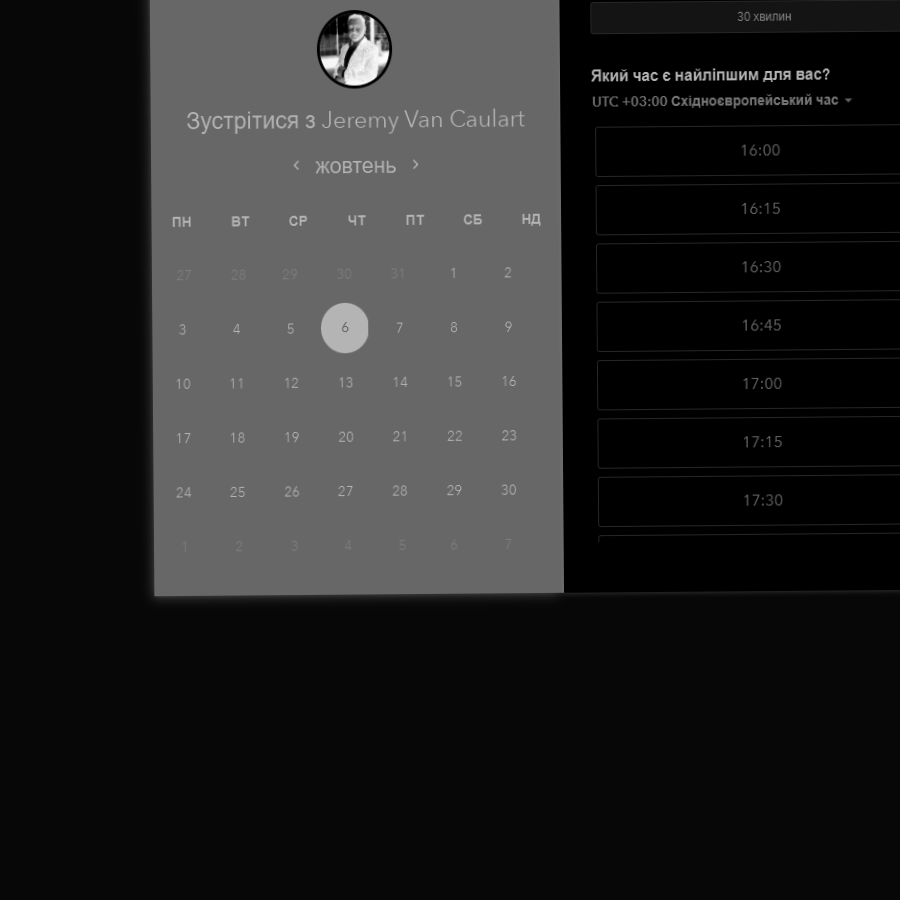 Зустрітися з Jeremy Van Caulart
жовтень
ПН ВТ СР ЧТ ПТ СБ НД
27 28 29 30 31 1 2
3 4 5 6 7 8 9
10 11 12 13 14 15 16
17 18 19 20 21 22 23
24 25 26 27 28 29 30
1 2 3 4 5 6 7
30 хвилин
Який час є найліпшим для вас?
UTC +03:00 Східноєвропейський час
16:00
16:15
16:30
16:45
17:00
17:15
17:30